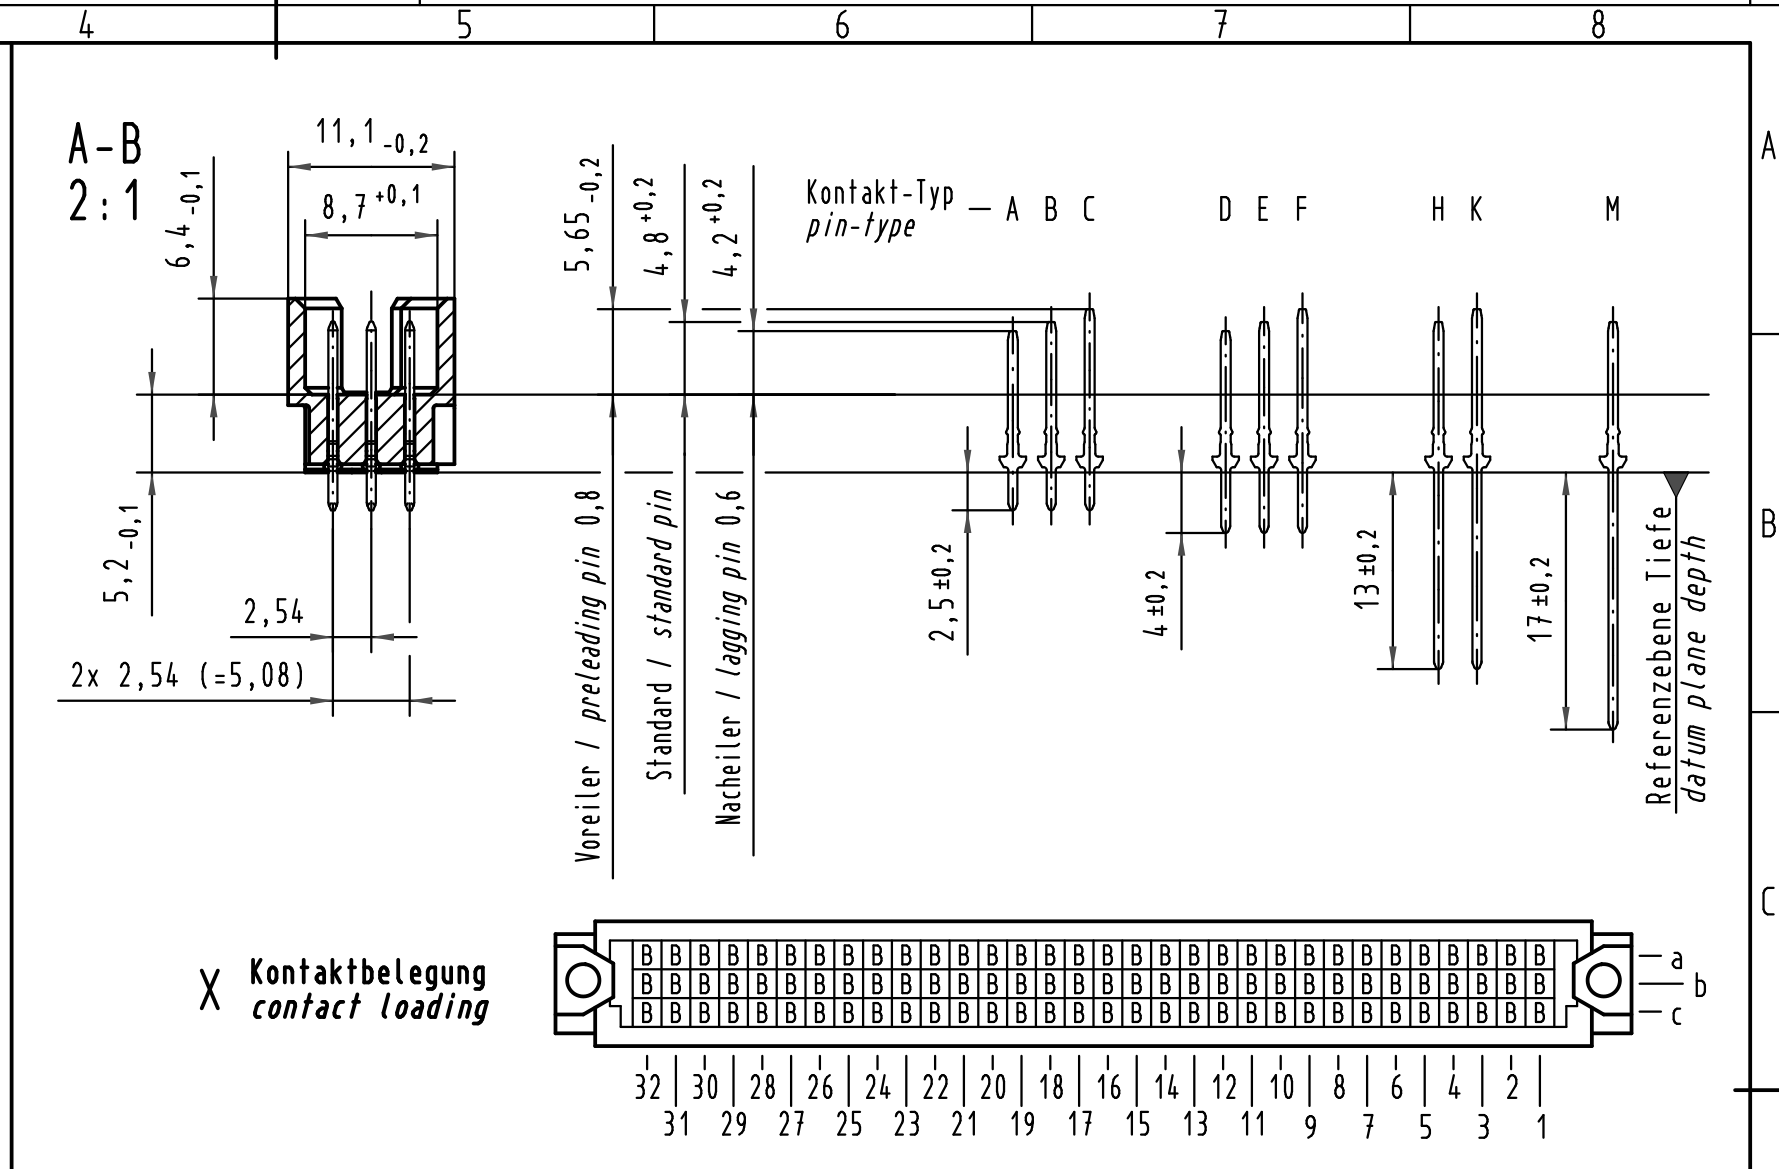 4 5 6 7 8
A
B
C
A-B
2:1
11,1 -0,2
8,7 +0,1
6,4 -0,1
5,2 -0,1
2,54
2x 2,54 (=5,08)
5,65 -0,2
4,8 +0,2
4,2 +0,2
Voreiler / preleading pin 0,8
Standard / standard pin
Nacheiler / lagging pin 0,6
Kontakt-Typ
pin-type
— A B C D E F H K M
2,5 ±0,2
4 ±0,2
13 ±0,2
17 ±0,2
Referenzebene Tiefe
datum plane depth
X Kontaktbelegung
contact loading
B B B B B B B B B B B B B B B B B B B B B B B B B B B B B B B B a
B B B B B B B B B B B B B B B B B B B B B B B B B B B B B B B B b
B B B B B B B B B B B B B B B B B B B B B B B B B B B B B B B B c
32 30 28 26 24 22 20 18 16 14 12 10 8 6 4 2
31 29 27 25 23 21 19 17 15 13 11 9 7 5 3 1